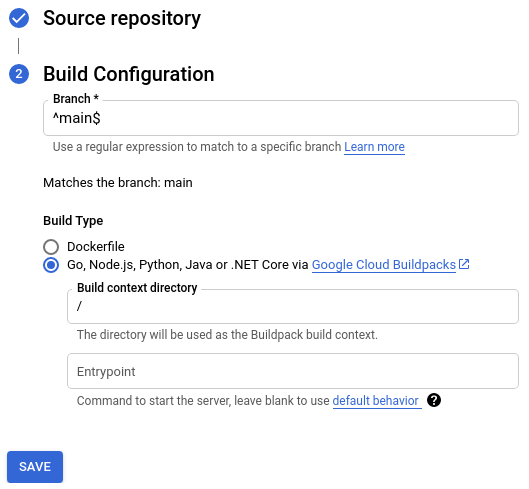 Source repository
2 Build Configuration
Branch *
^main$
Use a regular expression to match to a specific branch Learn more
Matches the branch: main
Build Type
Dockerfile
Go, Node.js, Python, Java or .NET Core via Google Cloud Buildpacks
Build context directory
/
The directory will be used as the Buildpack build context.
Entrypoint
Command to start the server, leave blank to use default behavior ?
SAVE